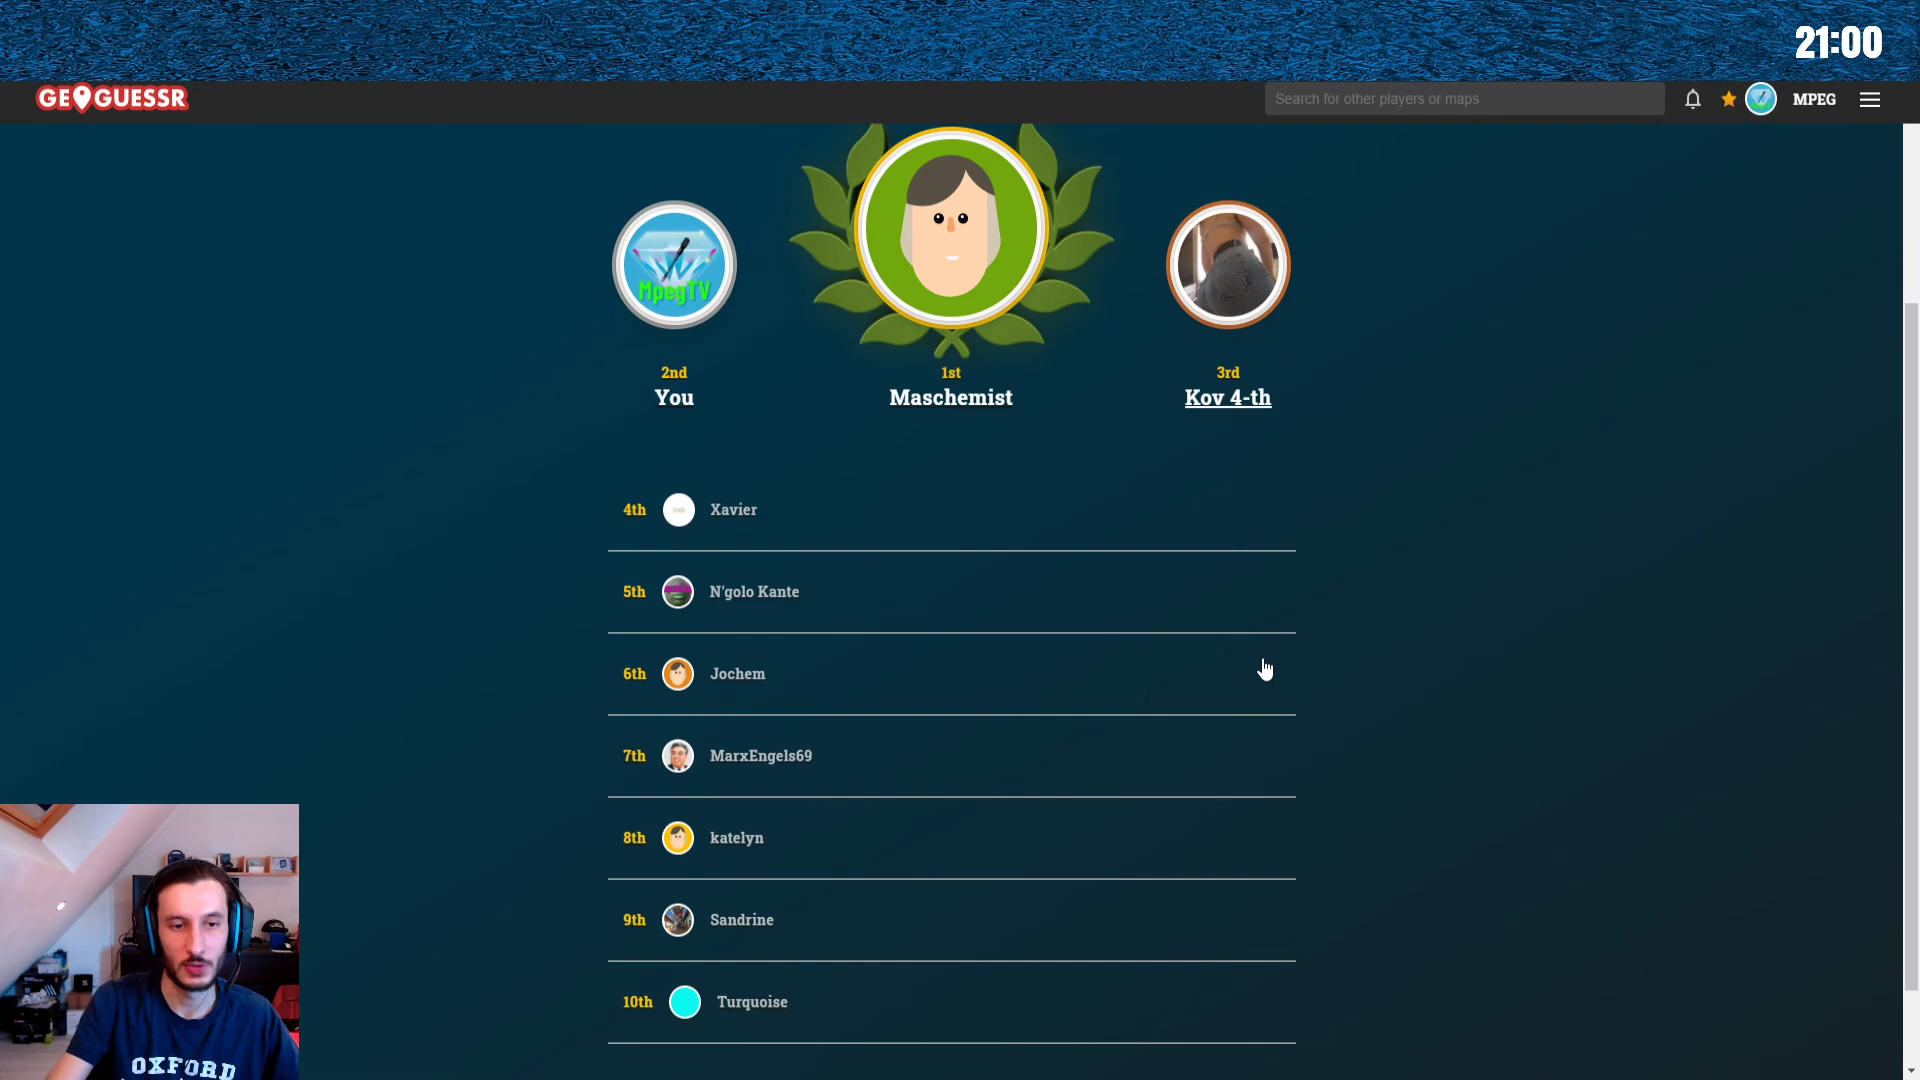 21:00
GEOGUESSR
Search for other players or maps
MPEG
MpegTV
2nd
You
1st
Maschemist
3rd
Kov 4-th
4th Xavier
5th N'golo Kante
6th Jochem
7th MarxEngels69
8th katelyn
9th Sandrine
10th Turquoise
OXFORD